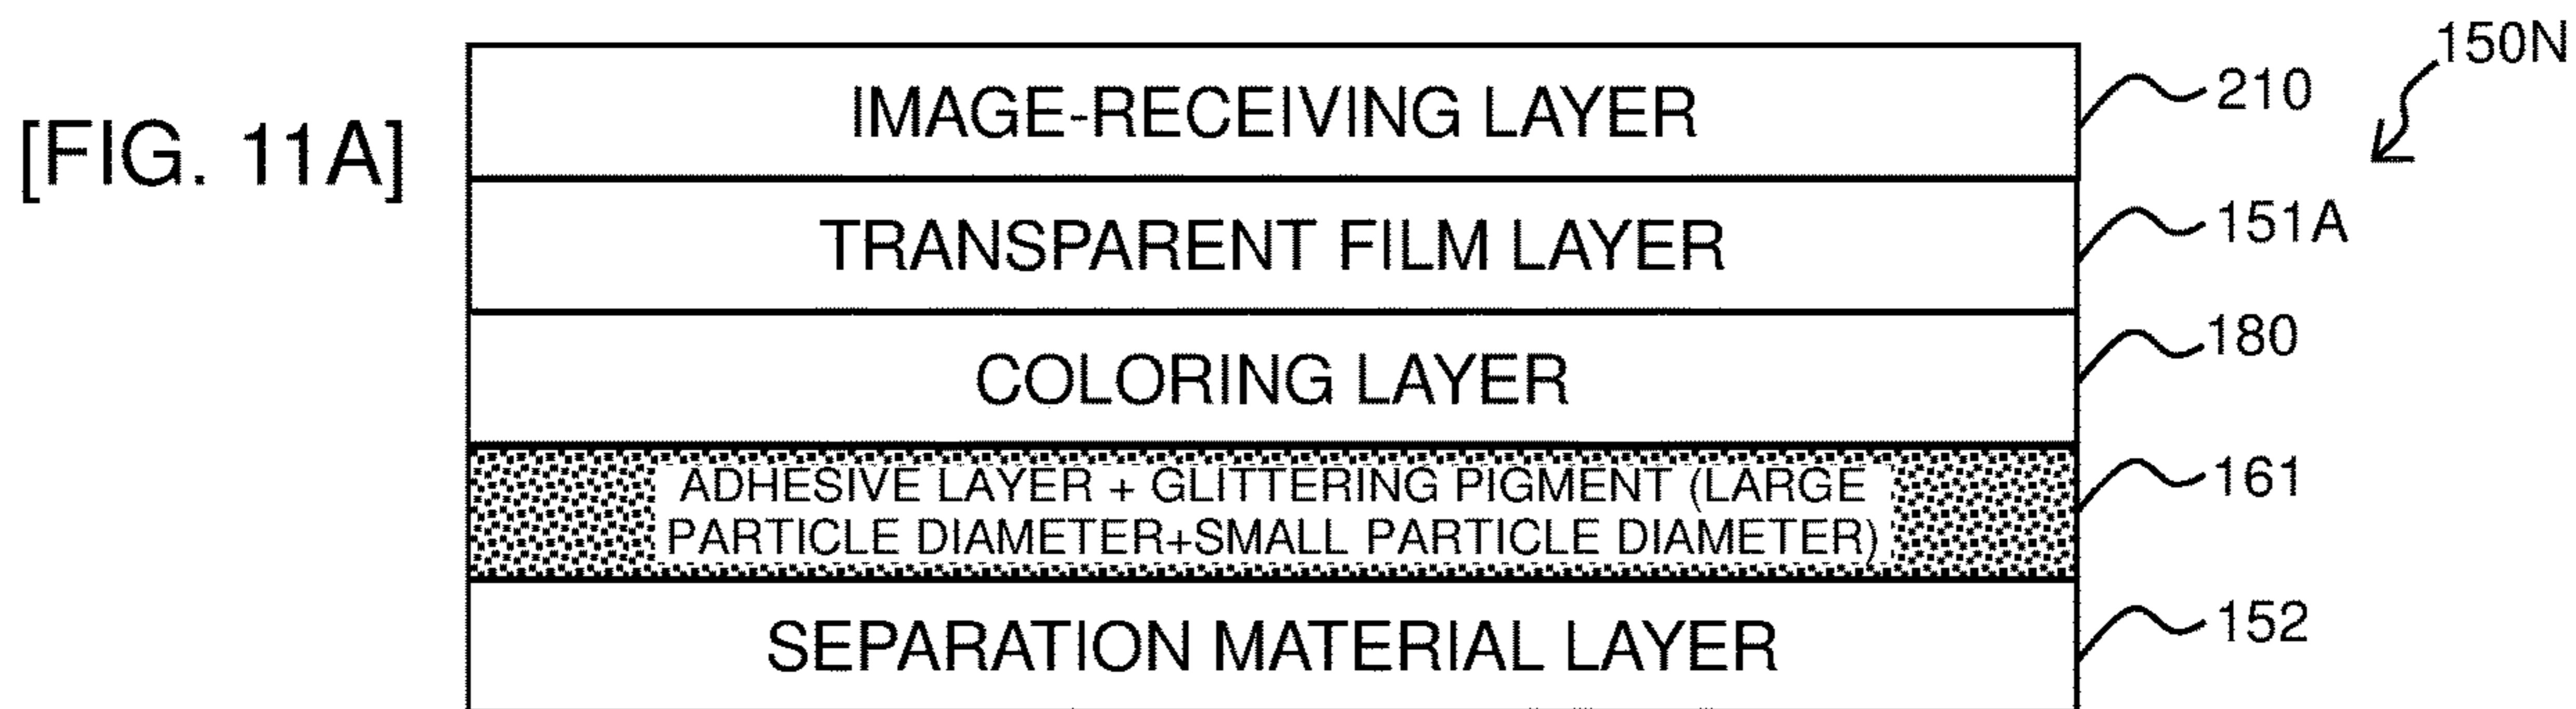 150N
IMAGE-RECEIVING LAYER
210
[FIG. 11A]
TRANSPARENT FILM LAYER
151A
COLORING LAYER
180
ADHESIVE LAYER + GLITTERING PIGMENT (LARGE
PARTICLE DIAMETER+SMALL PARTICLE DIAMETER)
161
SEPARATION MATERIAL LAYER
152